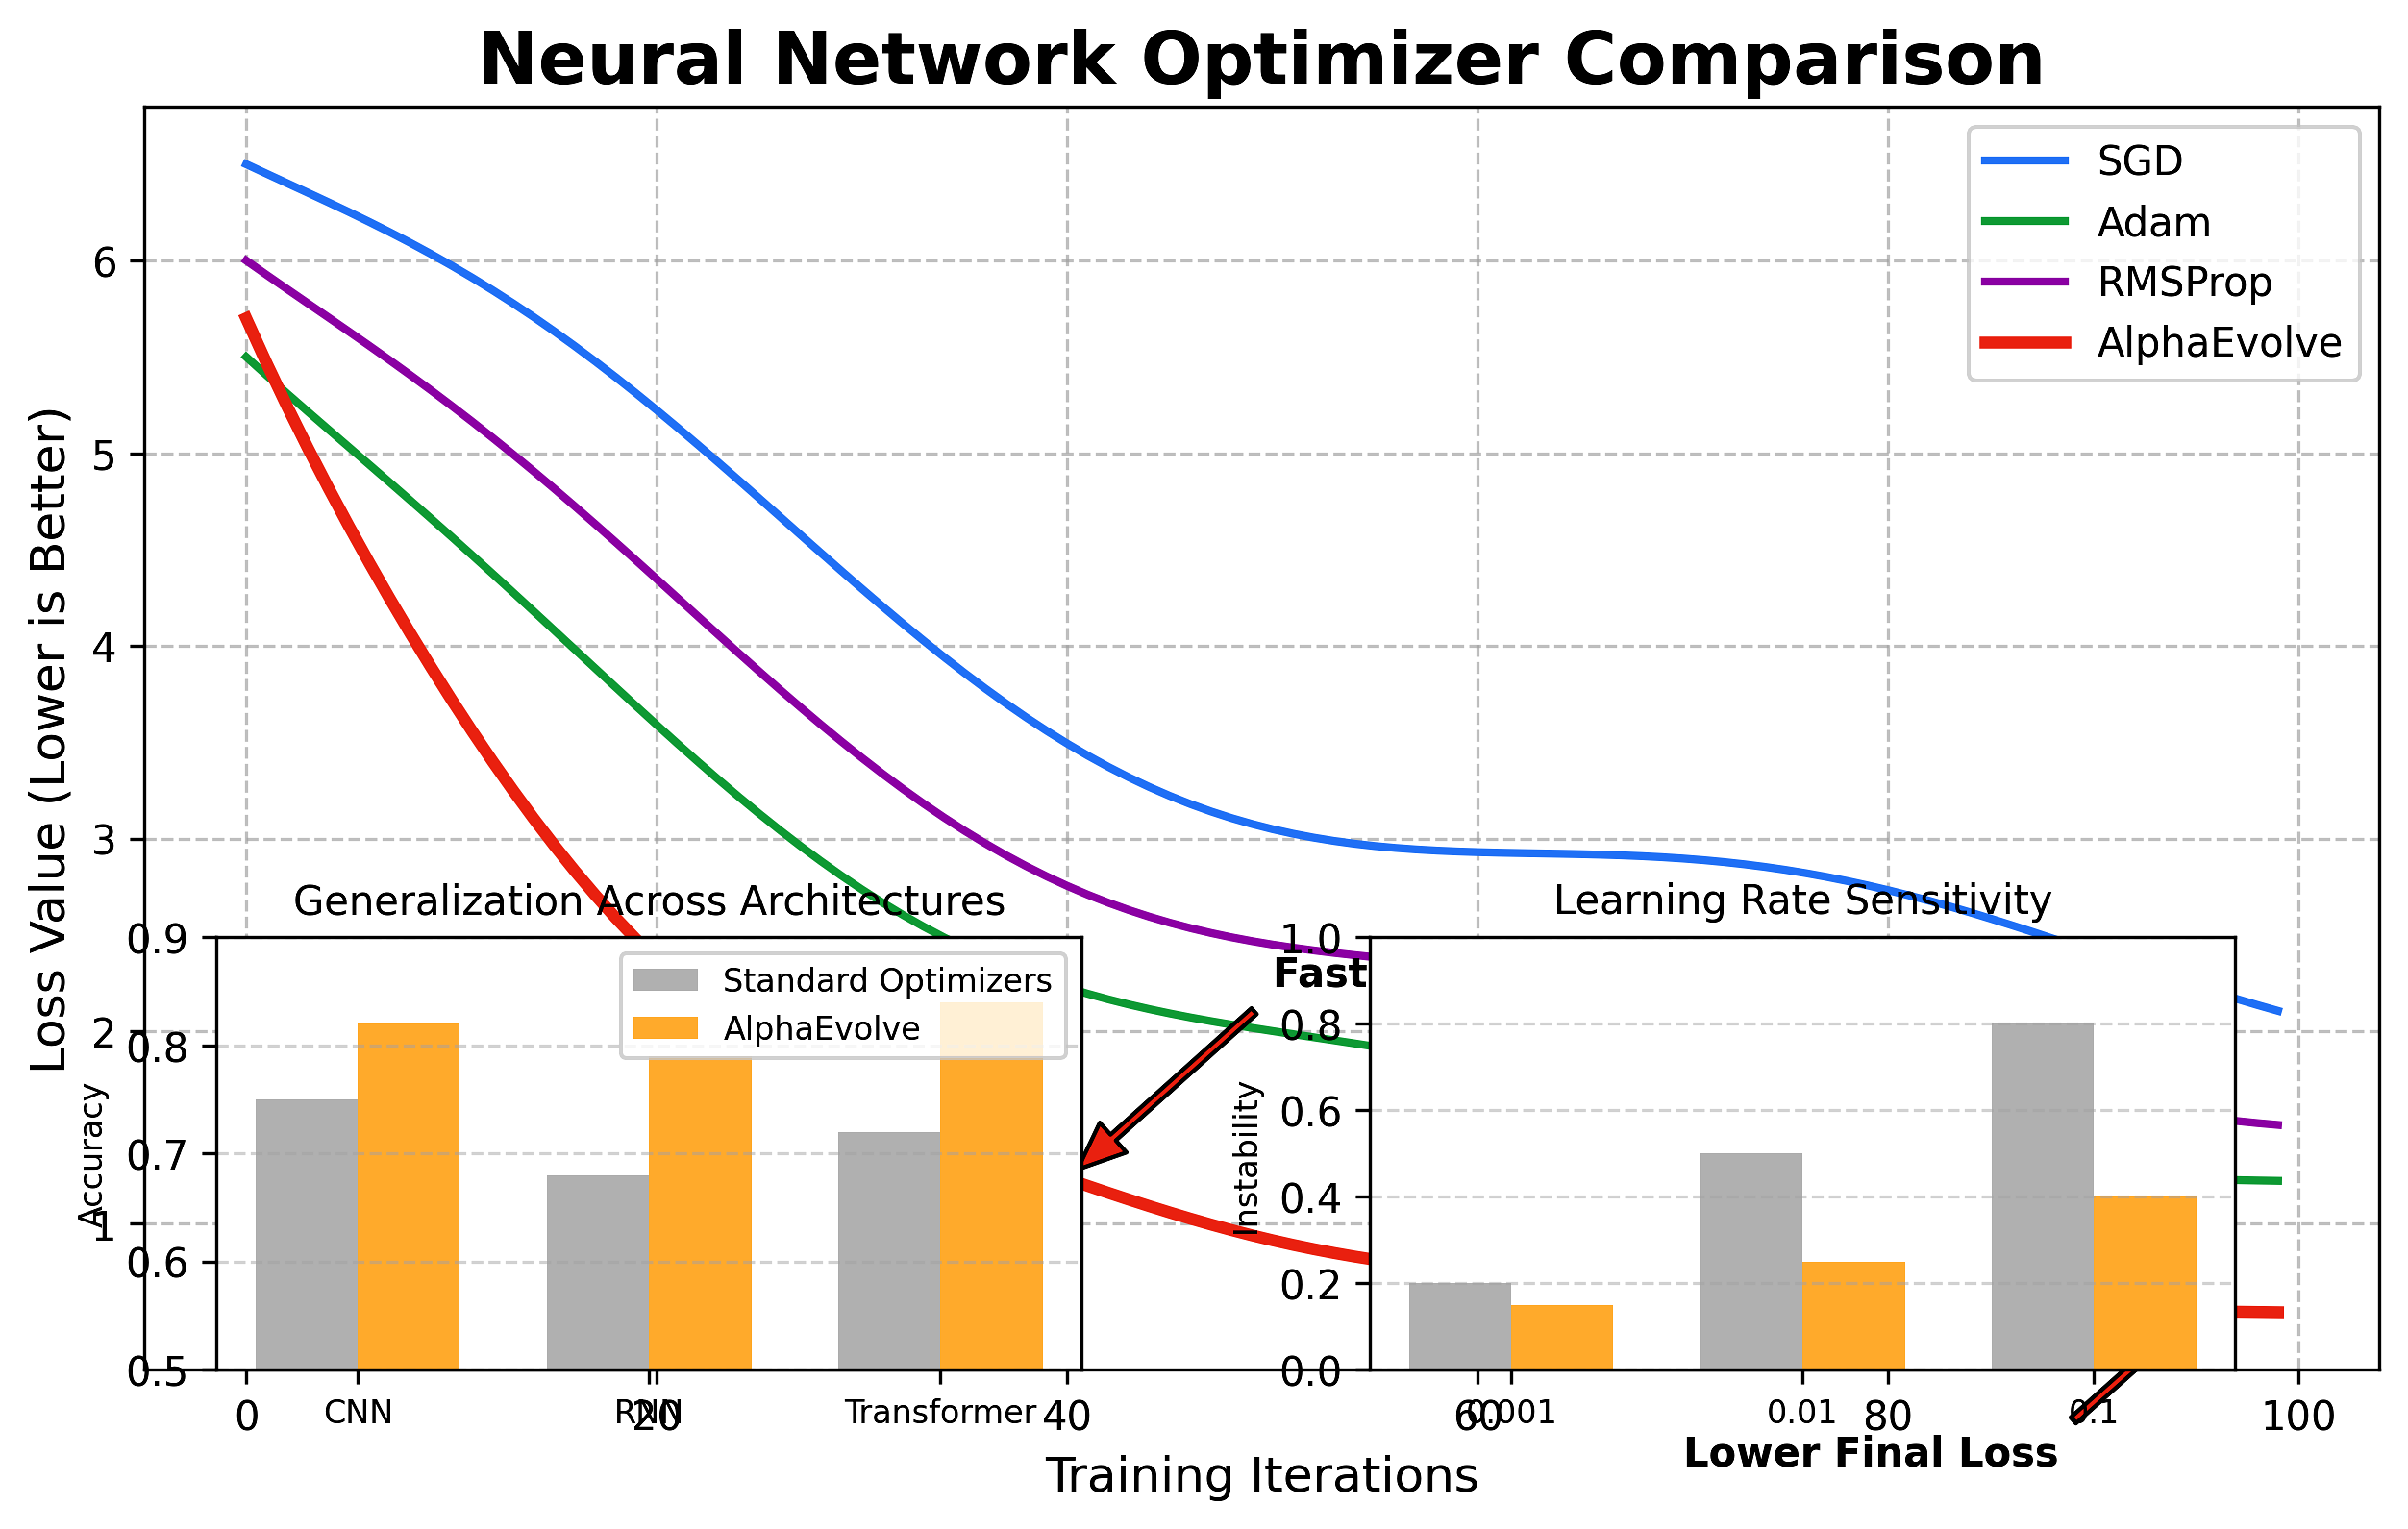 Neural Network Optimizer Comparison
SGD
Adam
RMSProp
AlphaEvolve
Loss Value (Lower is Better)
6
5
4
3
2
1
Generalization Across Architectures
Standard Optimizers
AlphaEvolve
Accuracy
0.9
0.8
0.7
0.6
0.5
CNN
RNN
Transformer
Fast
Learning Rate Sensitivity
Instability
1.0
0.8
0.6
0.4
0.2
0.0
0.001
0.01
0.1
0
20
40
60
80
100
Lower Final Loss
Training Iterations